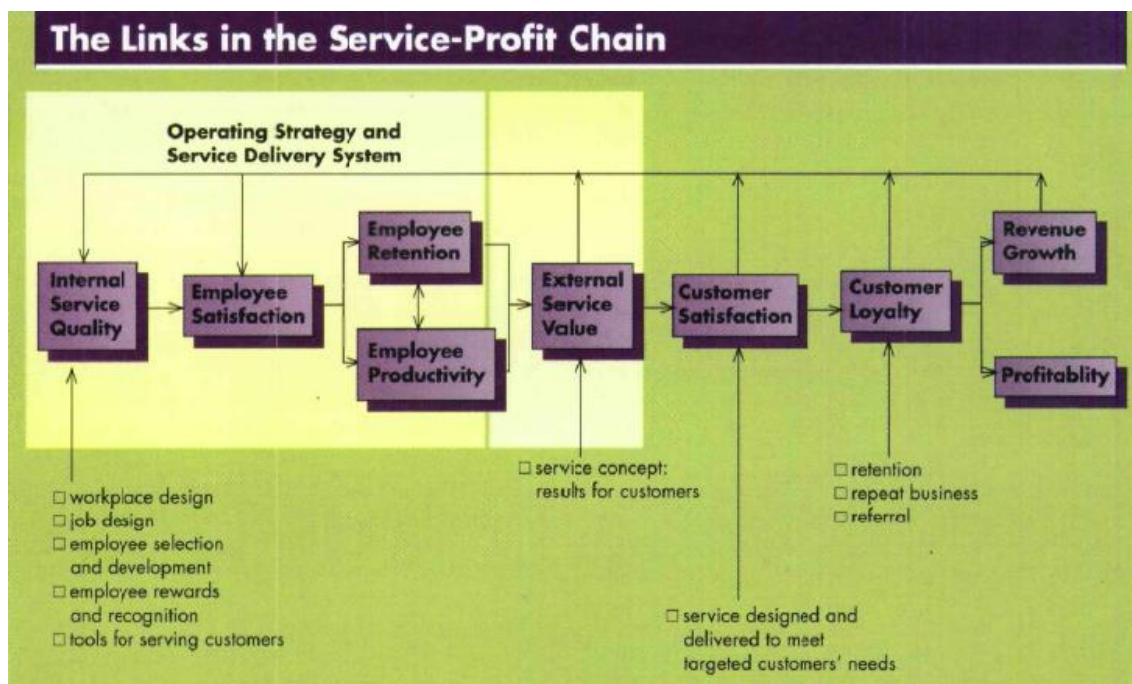 The Links in the Service-Profit Chain
Operating Strategy and
Service Delivery System
Internal
Service
Quality
Employee
Satisfaction
Employee
Retention
Employee
Productivity
External
Service
Value
Customer
Satisfaction
Customer
Loyalty
Revenue
Growth
Profitablity
□ workplace design
□ job design
□ employee selection
and development
□ employee rewards
and recognition
□ tools for serving customers
□ service concept:
results for customers
□ service designed and
delivered to meet
targeted customers' needs
□ retention
□ repeat business
□ referral